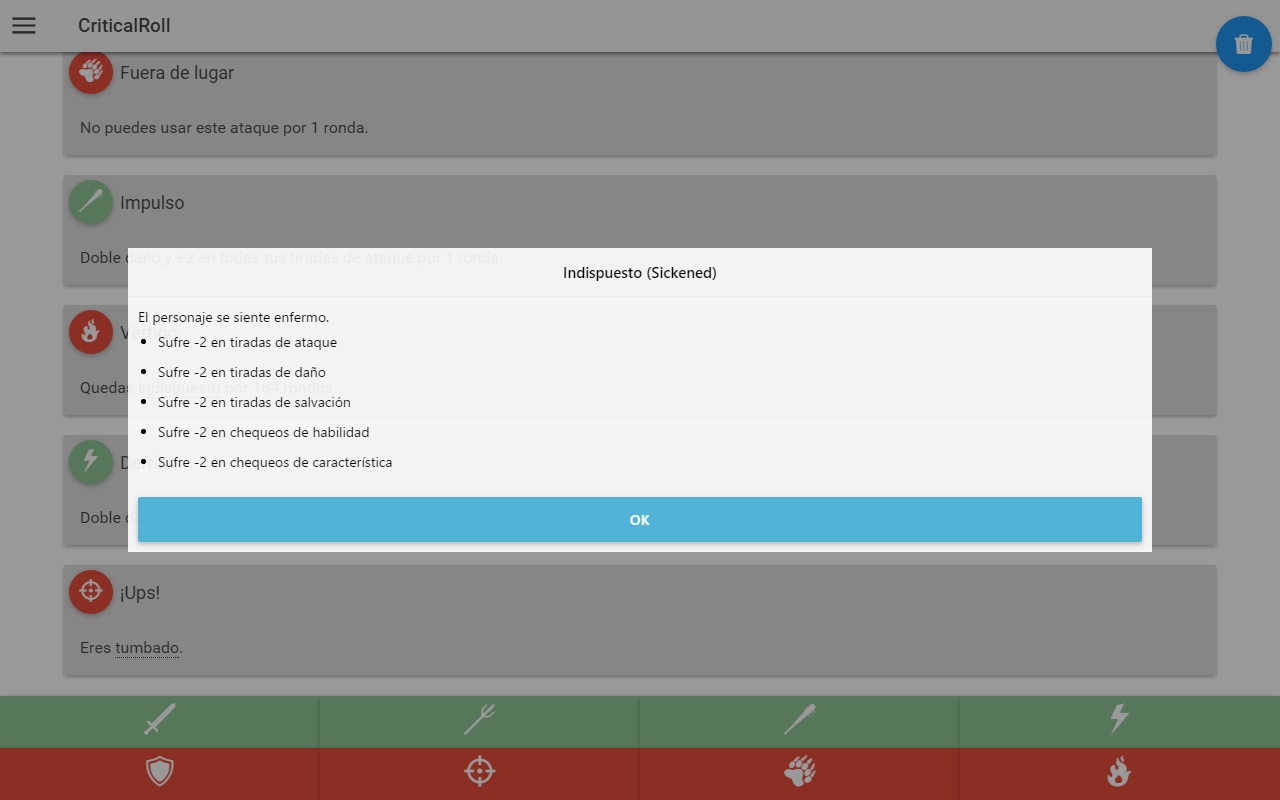 CriticalRoll
Fuera de lugar
No puedes usar este ataque por 1 ronda.
Impulso
Doble daño y +2 en todas tus tiradas de ataque por 1 ronda.
Indispuesto (Sickened)
El personaje se siente enfermo.
Sufre -2 en tiradas de ataque
Sufre -2 en tiradas de daño
Sufre -2 en tiradas de salvación
Sufre -2 en chequeos de habilidad
Sufre -2 en chequeos de característica
OK
Vértigo
Quedas indispuesto por 1d4 rondas.
Doble
¡Ups!
Eres tumbado.